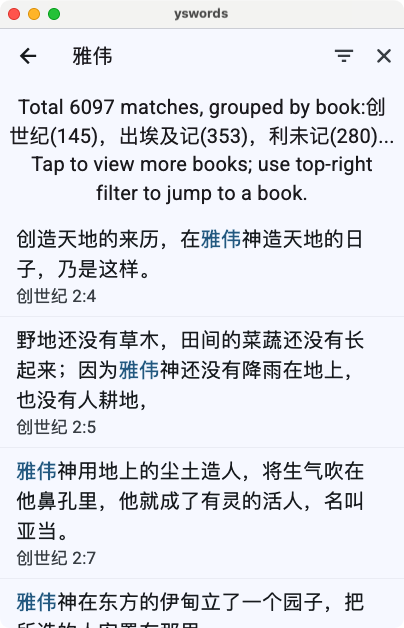 yswords
雅伟
Total 6097 matches, grouped by book:创
世纪(145)，出埃及记(353)，利未记(280)...
Tap to view more books; use top-right
filter to jump to a book.
创造天地的来历，在雅伟神造天地的日
子，乃是这样。
创世纪 2:4
野地还没有草木，田间的菜蔬还没有长
起来；因为雅伟神还没有降雨在地上，
也没有人耕地，
创世纪 2:5
雅伟神用地上的尘土造人，将生气吹在
他鼻孔里，他就成了有灵的活人，名叫
亚当。
创世纪 2:7
雅伟神在东方的伊甸立了一个园子，把